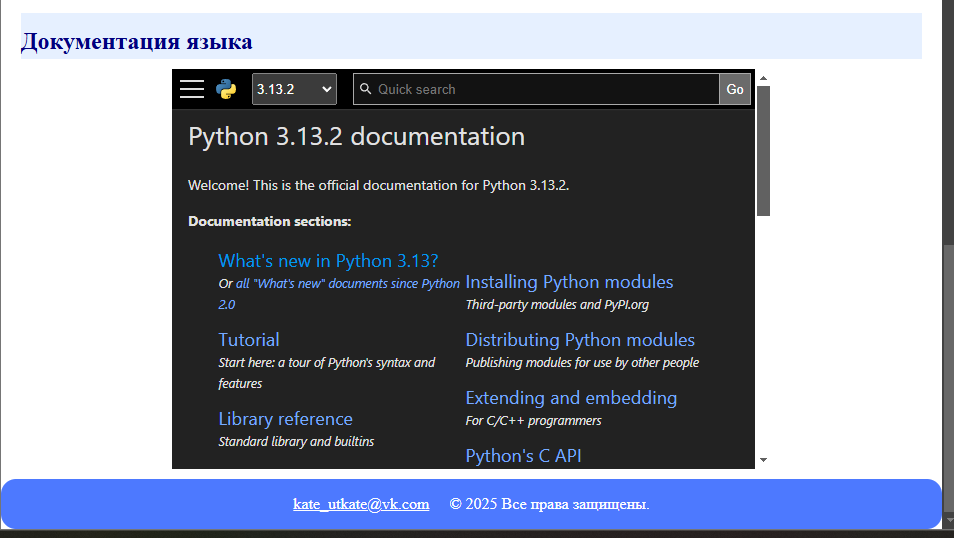 Документация языка
3.13.2
Quick search
Go
Python 3.13.2 documentation
Welcome! This is the official documentation for Python 3.13.2.
Documentation sections:
What's new in Python 3.13?
Or all "What's new" documents since Python
2.0
Tutorial
Start here: a tour of Python's syntax and
features
Library reference
Standard library and builtins
Installing Python modules
Third-party modules and PyPI.org
Distributing Python modules
Publishing modules for use by other people
Extending and embedding
For C/C++ programmers
Python's C API
kate_utkate@vk.com © 2025 Все права защищены.